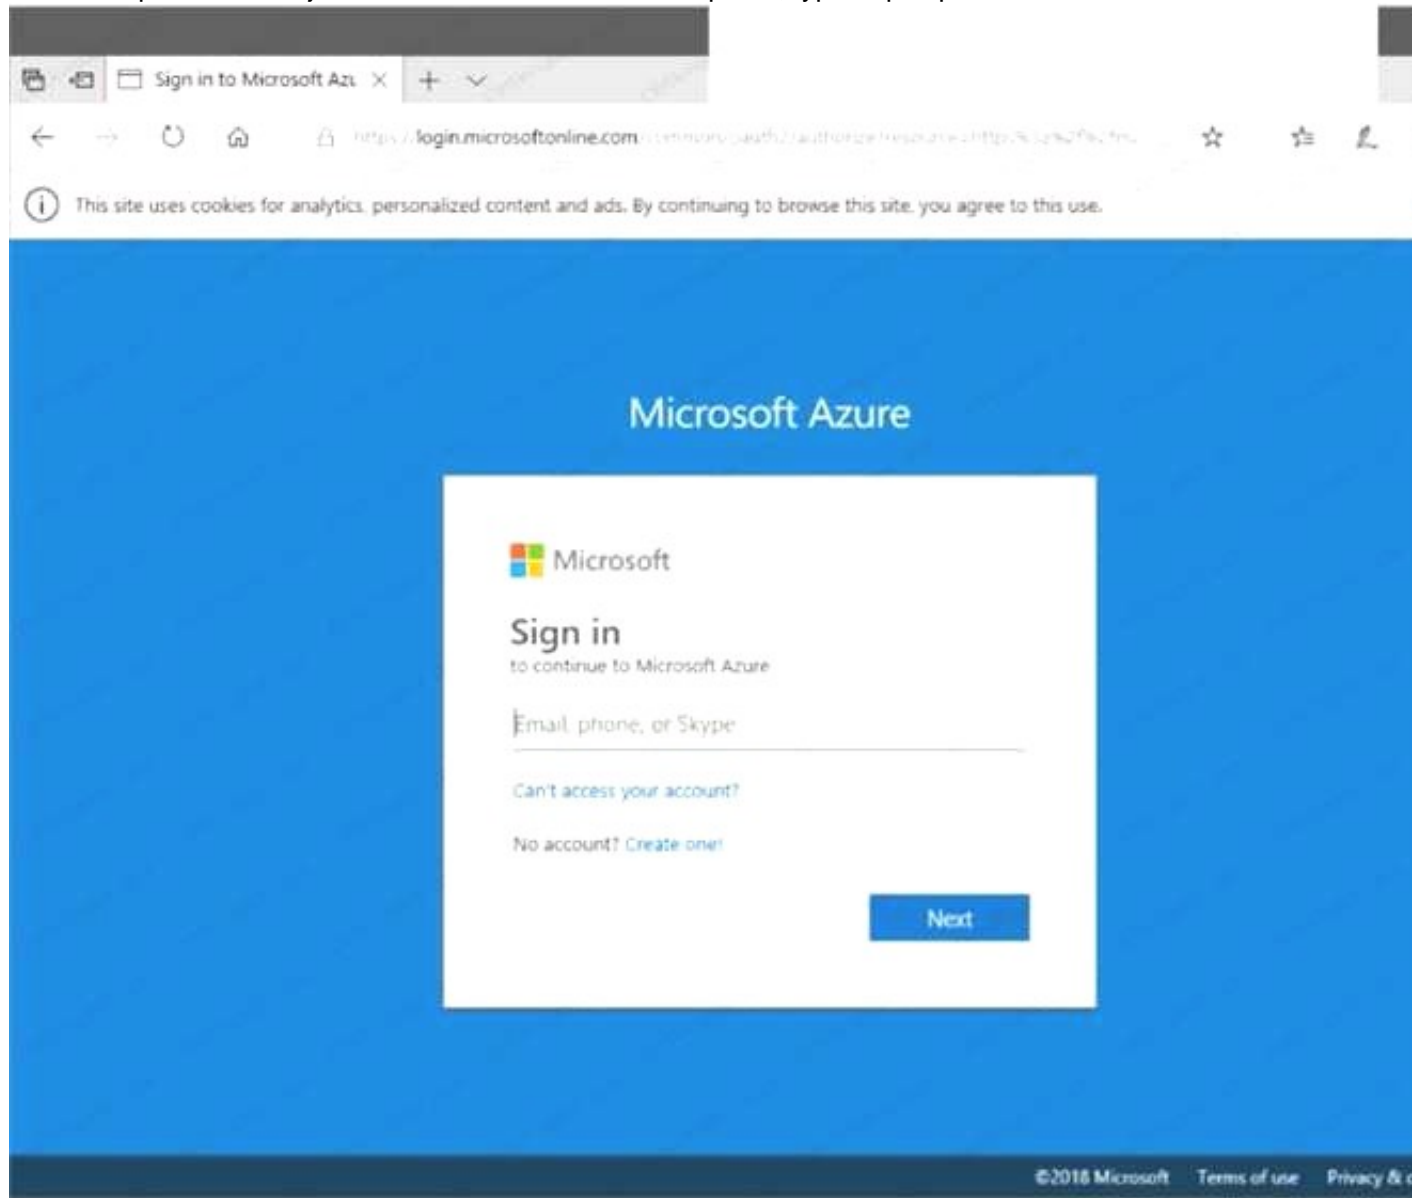 Sign in to Microsoft Azu
login.microsoftonline.com
This site uses cookies for analytics, personalized content and ads. By continuing to browse this site, you agree to this use.
Microsoft Azure
Microsoft
Sign in
to continue to Microsoft Azure
Email, phone, or Skype
Can't access your account?
No account? Create one!
Next
©2018 Microsoft Terms of use Privacy & c